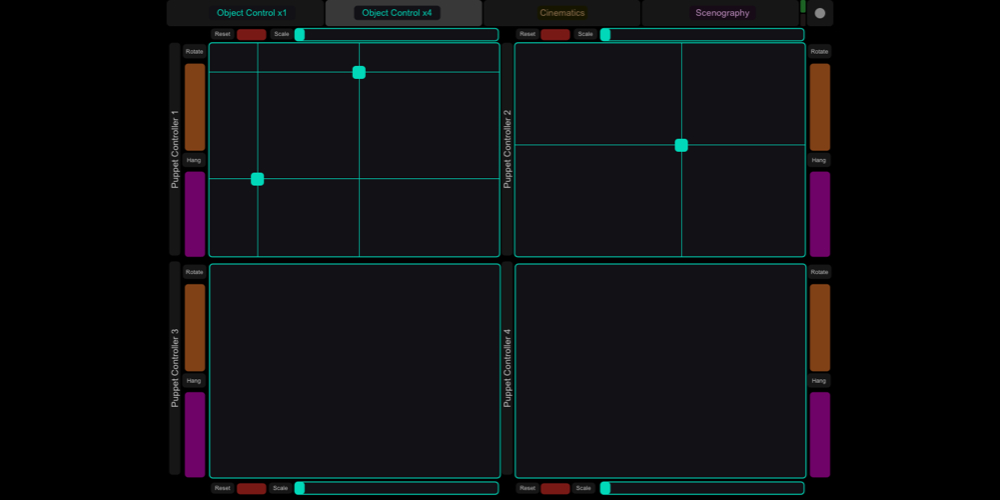 Object Control x1
Object Control x4
Cinematics
Scenography
Reset
Scale
Reset
Scale
Puppet Controller 1
Rotate
Hang
Puppet Controller 2
Rotate
Hang
Puppet Controller 3
Rotate
Hang
Puppet Controller 4
Rotate
Hang
Reset
Scale
Reset
Scale